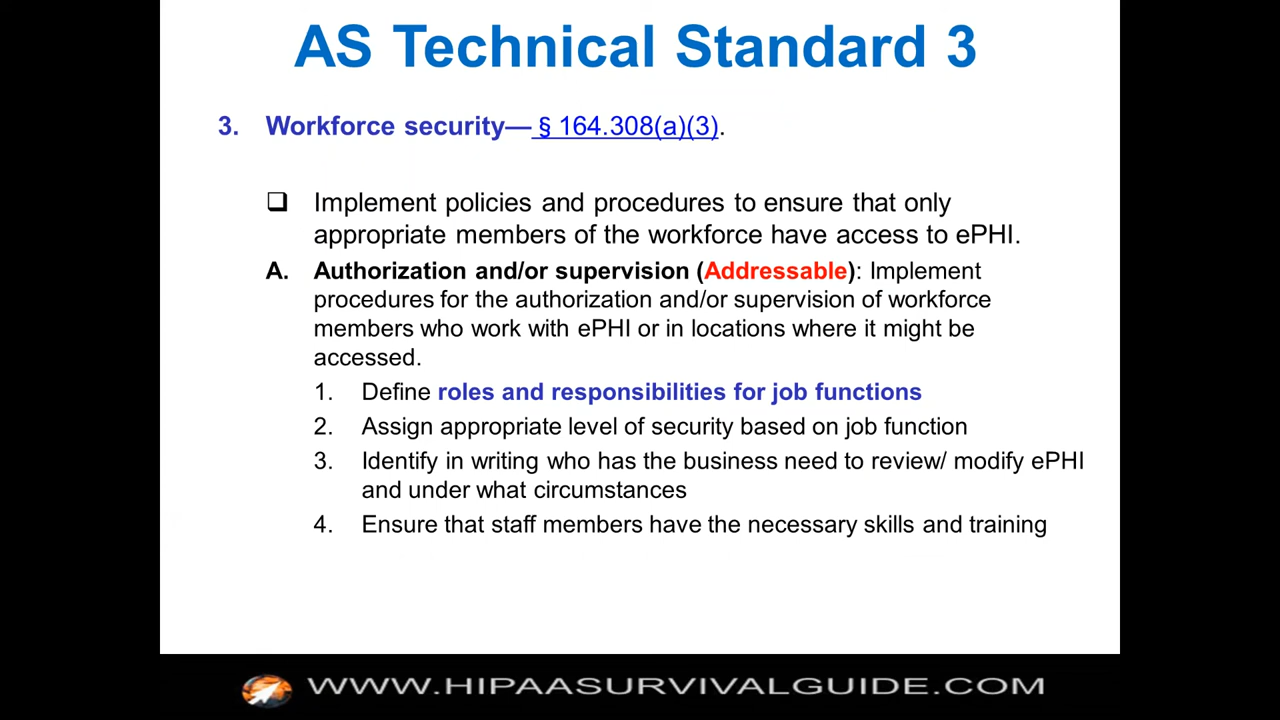 AS Technical Standard 3
3. Workforce security— § 164.308(a)(3).
❑ Implement policies and procedures to ensure that only
appropriate members of the workforce have access to ePHI.
A. Authorization and/or supervision (Addressable): Implement
procedures for the authorization and/or supervision of workforce
members who work with ePHI or in locations where it might be
accessed.
1. Define roles and responsibilities for job functions
2. Assign appropriate level of security based on job function
3. Identify in writing who has the business need to review/ modify ePHI
and under what circumstances
4. Ensure that staff members have the necessary skills and training
WWW.HIPAASURVIVALGUIDE.COM